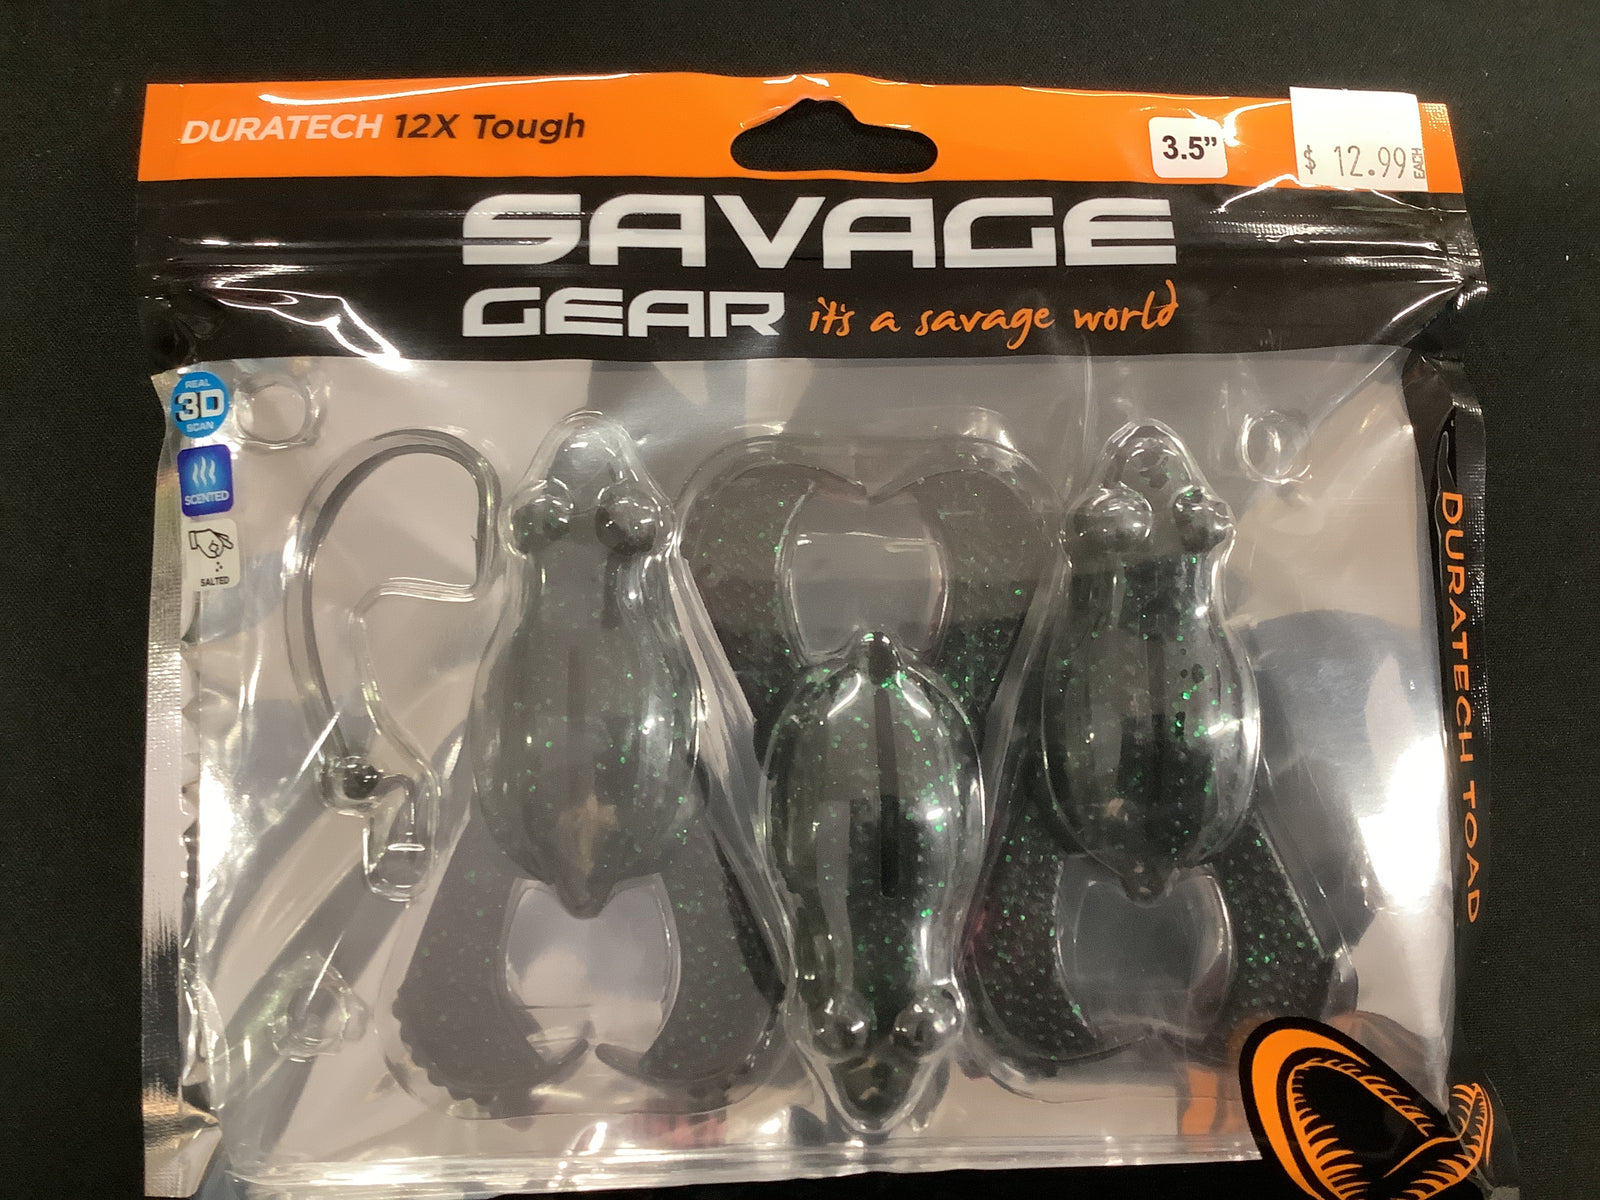 DURATECH 12X Tough
3.5”
$ 12.99 EACH
SAVAGE
GEAR it's a savage world
REAL
3D
SCAN
SCENTED
SALTED
DURATECH TOAD